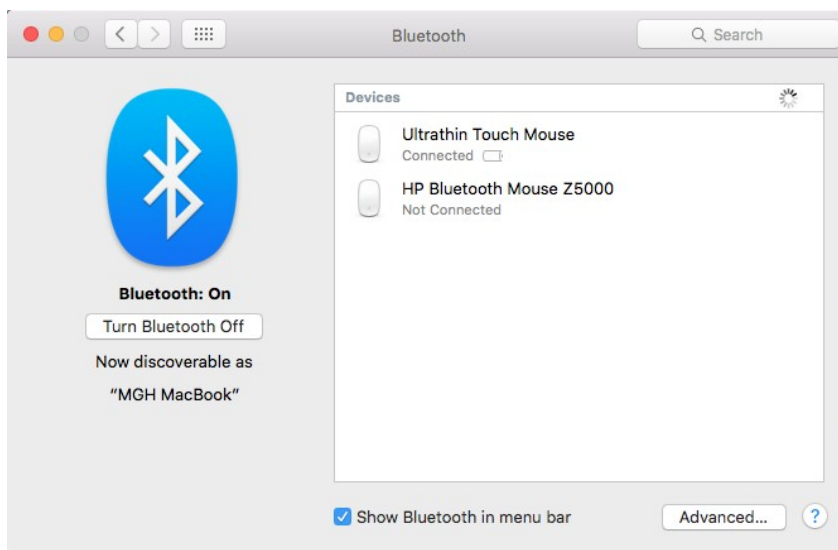 Bluetooth
Search
Devices
Ultrathin Touch Mouse
Connected
HP Bluetooth Mouse Z5000
Not Connected
Bluetooth: On
Turn Bluetooth Off
Now discoverable as
“MGH MacBook”
Show Bluetooth in menu bar
Advanced...
?